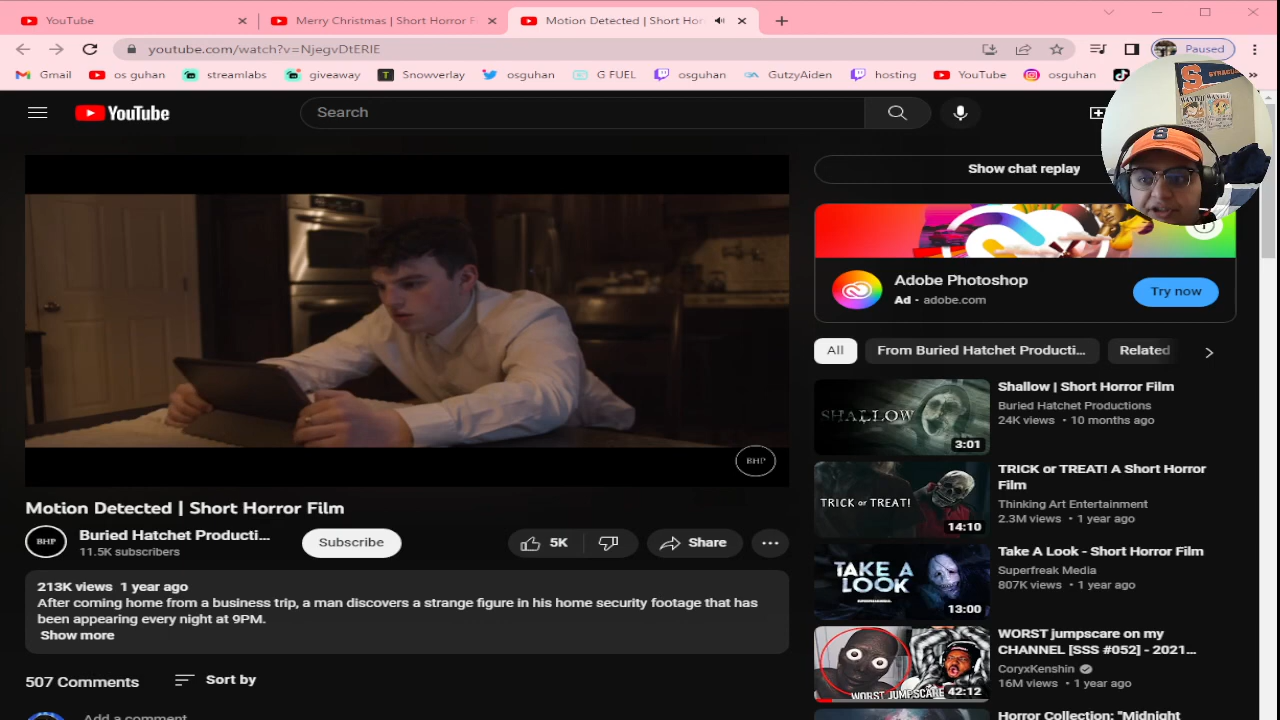 YouTube
Merry Christmas | Short Horror F
Motion Detected | Short Hor
youtube.com/watch?v=NjegvDtERIE
Paused
Gmail
os guhan
streamlabs
giveaway
Snowverlay
osguhan
G FUEL
osguhan
GutzyAiden
hosting
YouTube
osguhan
YouTube
Search
SYRACUS
WANTED
WANTED
Show chat replay
Adobe Photoshop
Ad · adobe.com
Try now
All
From Buried Hatchet Producti...
Related
BHP
Motion Detected | Short Horror Film
BHP
Buried Hatchet Producti...
11.5K subscribers
Subscribe
5K
Share
213K views 1 year ago
After coming home from a business trip, a man discovers a strange figure in his home security footage that has
been appearing every night at 9PM.
Show more
507 Comments
Sort by
Add a comment
SHALLOW
3:01
Shallow | Short Horror Film
Buried Hatchet Productions
24K views • 10 months ago
TRICK or TREAT!
14:10
TRICK or TREAT! A Short Horror
Film
Thinking Art Entertainment
2.3M views • 1 year ago
TAKE A
LOOK
13:00
Take A Look - Short Horror Film
Superfreak Media
807K views • 1 year ago
WORST JUMPSCARE
42:12
WORST jumpscare on my
CHANNEL [SSS #052] - 2021...
CoryxKenshin
16M views • 1 year ago
Horror Collection: "Midnight